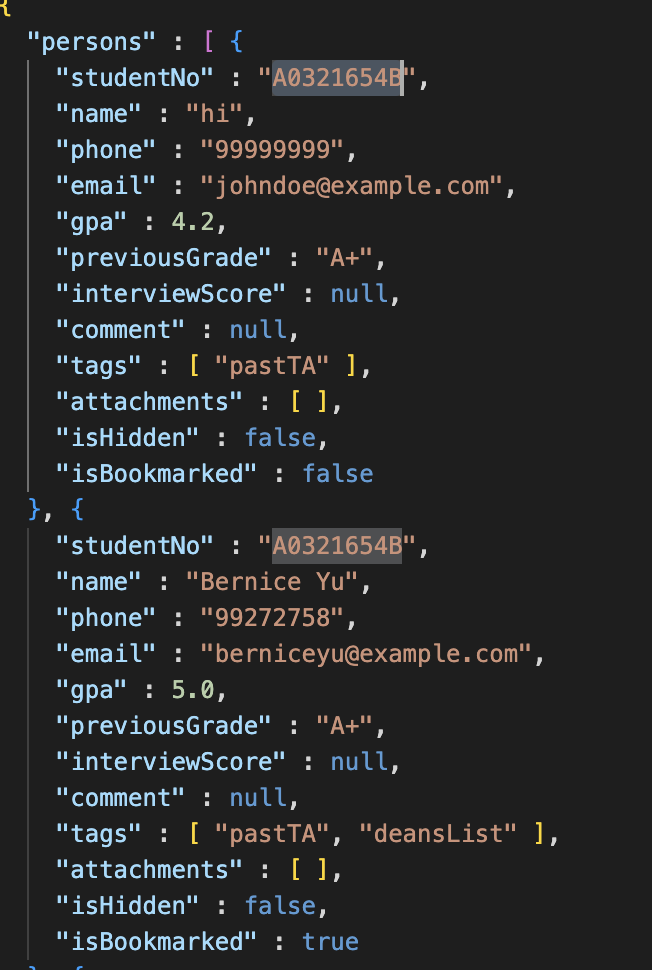 {
"persons" : [ {
"studentNo" : "A0321654B",
"name" : "hi",
"phone" : "99999999",
"email" : "johndoe@example.com",
"gpa" : 4.2,
"previousGrade" : "A+",
"interviewScore" : null,
"comment" : null,
"tags" : [ "pastTA" ],
"attachments" : [ ],
"isHidden" : false,
"isBookmarked" : false
}, {
"studentNo" : "A0321654B",
"name" : "Bernice Yu",
"phone" : "99272758",
"email" : "berniceyu@example.com",
"gpa" : 5.0,
"previousGrade" : "A+",
"interviewScore" : null,
"comment" : null,
"tags" : [ "pastTA", "deansList" ],
"attachments" : [ ],
"isHidden" : false,
"isBookmarked" : true
}, {